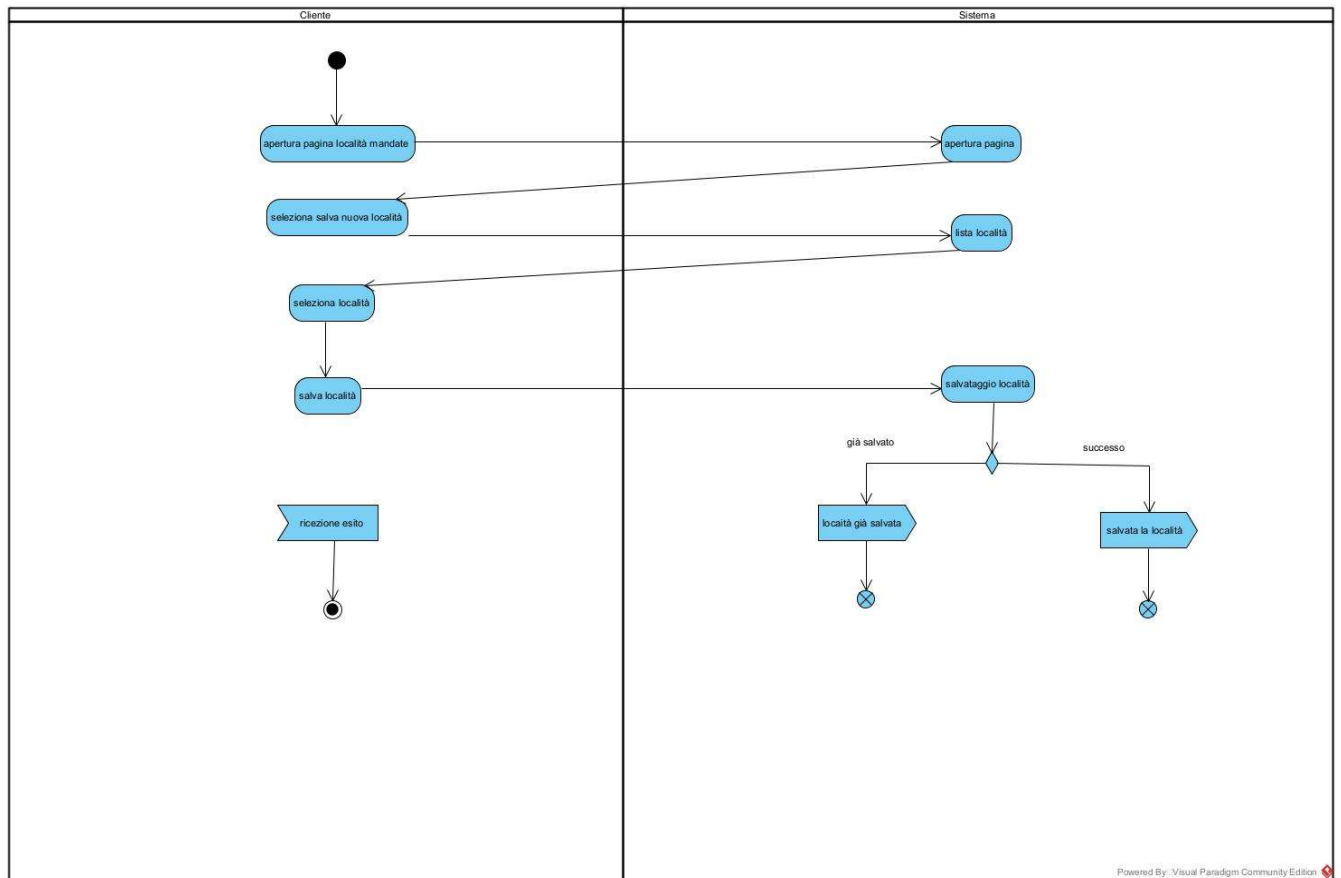 Cliente
Sistema
apertura pagina località mandate
apertura pagina
seleziona salva nuova località
lista località
seleziona località
salva località
salvataggio località
già salvato
successo
ricezione esito
locaità già salvata
salvata la località
Powered By: Visual Paradigm Community Edition